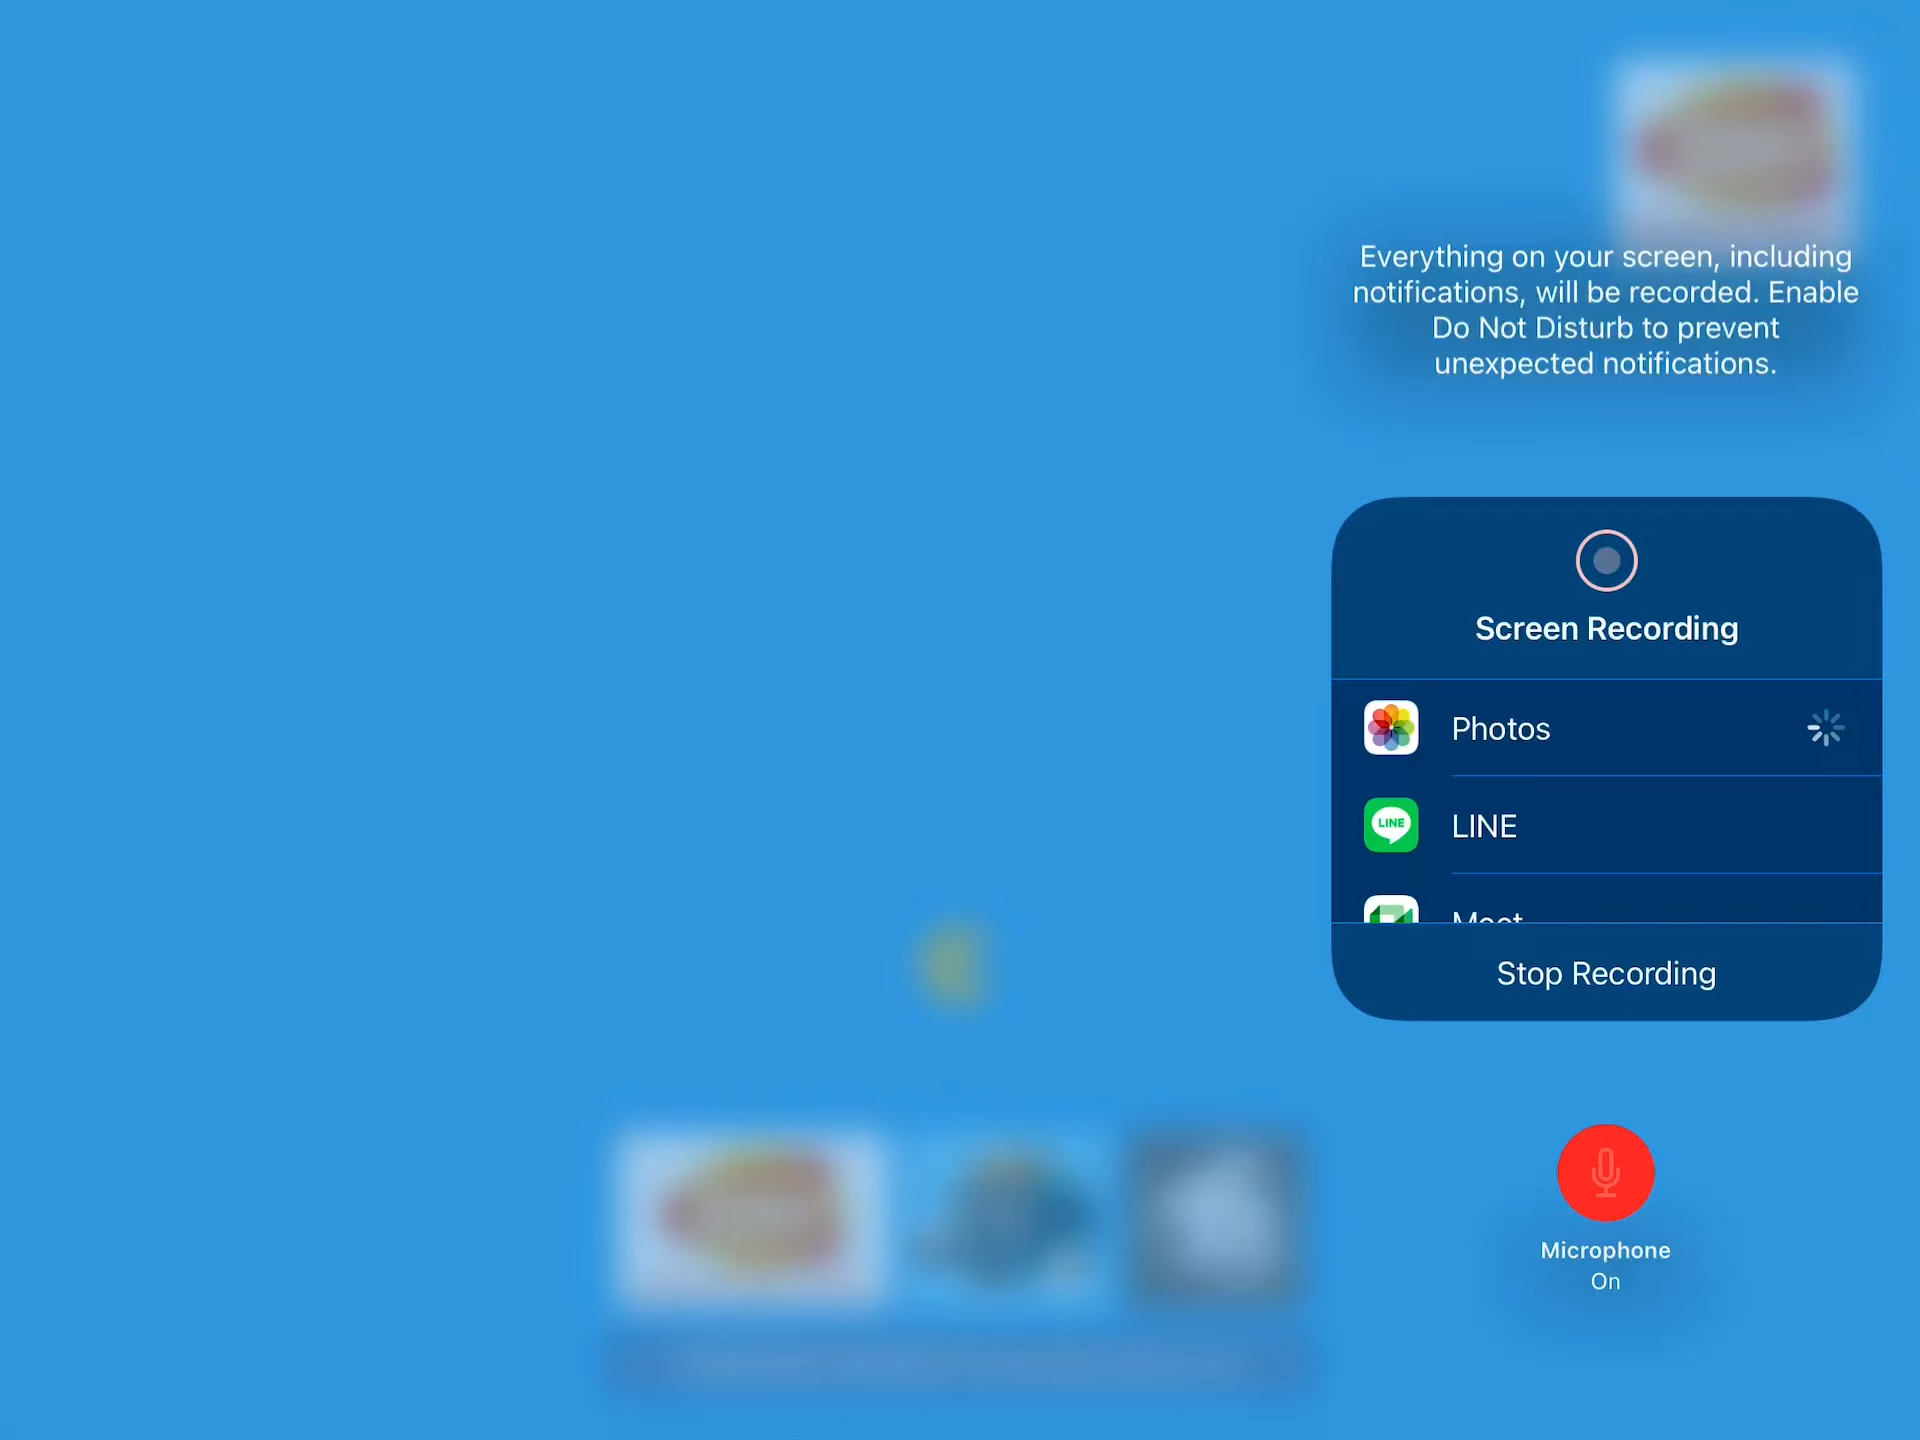 Everything on your screen, including
notifications, will be recorded. Enable
Do Not Disturb to prevent
unexpected notifications.
Screen Recording
Photos
LINE
LINE
Meet
Stop Recording
Microphone
On